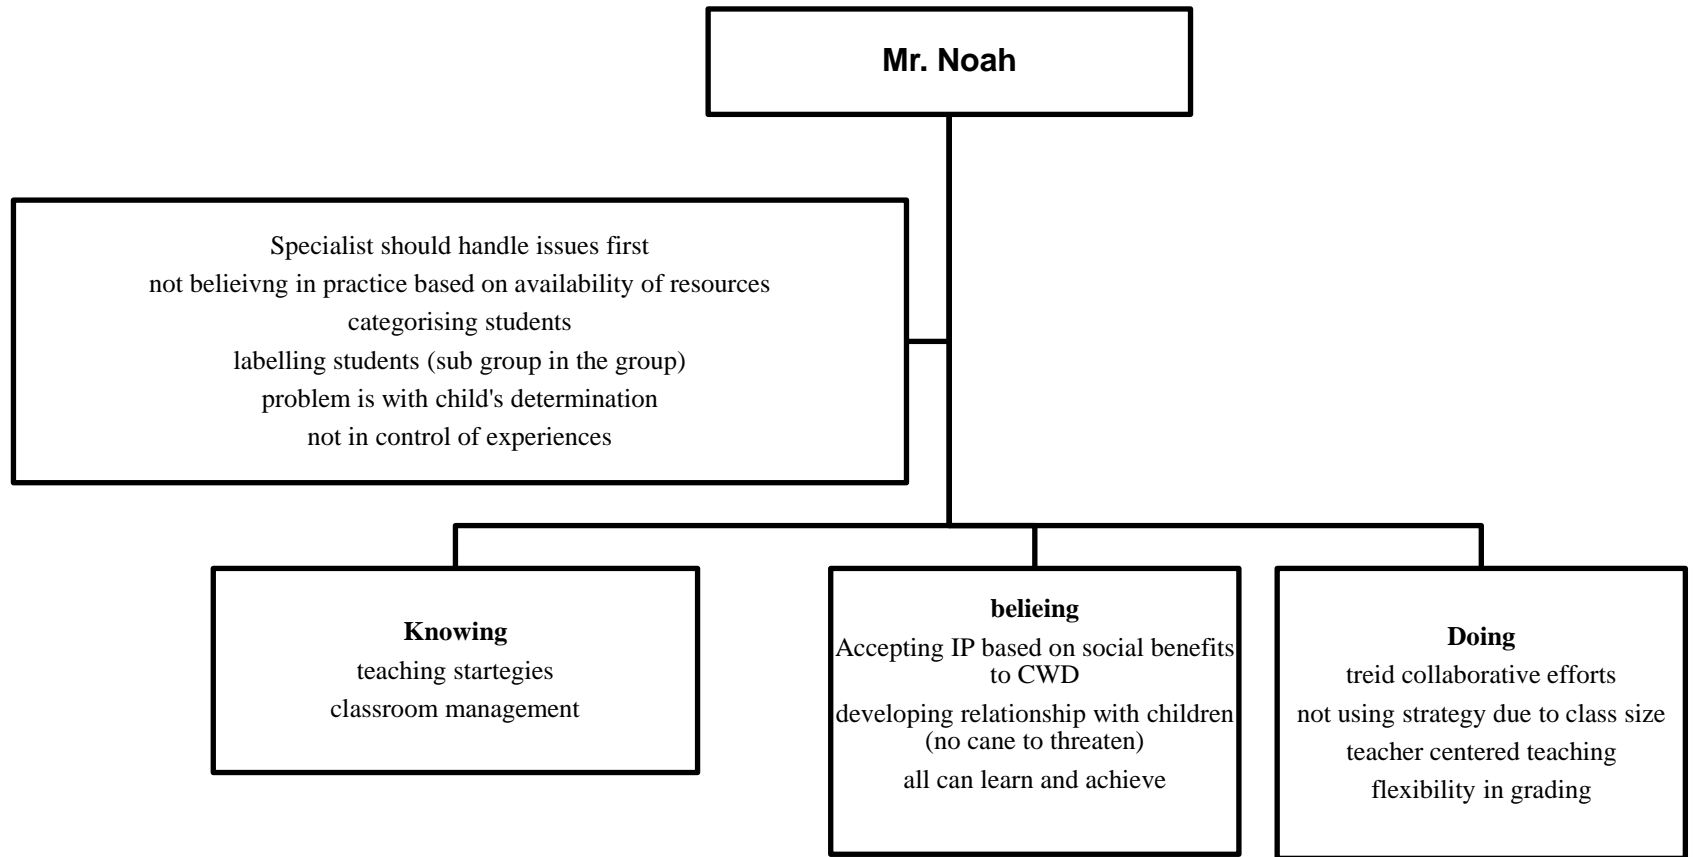 Mr. Noah
Specialist should handle issues first
not belieivng in practice based on availability of resources
categorising students
labelling students (sub group in the group)
problem is with child's determination
not in control of experiences
Knowing
teaching startegies
classroom management
belieing
Accepting IP based on social benefits
to CWD
developing relationship with children
(no cane to threaten)
all can learn and achieve
Doing
treid collaborative efforts
not using strategy due to class size
teacher centered teaching
flexibility in grading